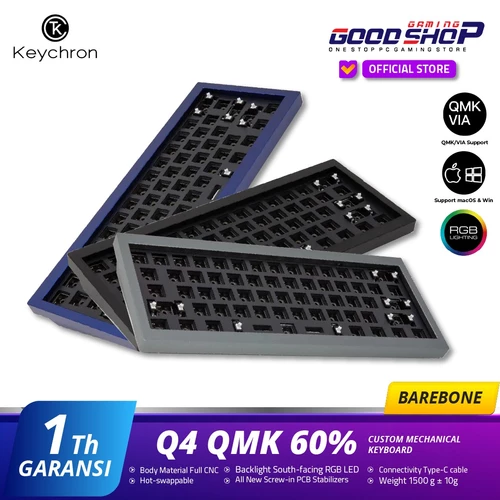 Keychron
GAMING
GOODSHOP
ONE STOP PC GAMING STORE
OFFICIAL STORE
QMK
VIA
QMK/VIA Support
Support macOS & Win
RGB
LIGHTING
BAREBONE
1Th
GARANSI
Q4 QMK 60%
CUSTOM MECHANICAL
KEYBOARD
• Body Material Full CNC
• Hot-swappable
• Backlight South-facing RGB LED
• All New Screw-in PCB Stabilizers
• Connectivity Type-C cable
• Weight 1500 g ± 10g